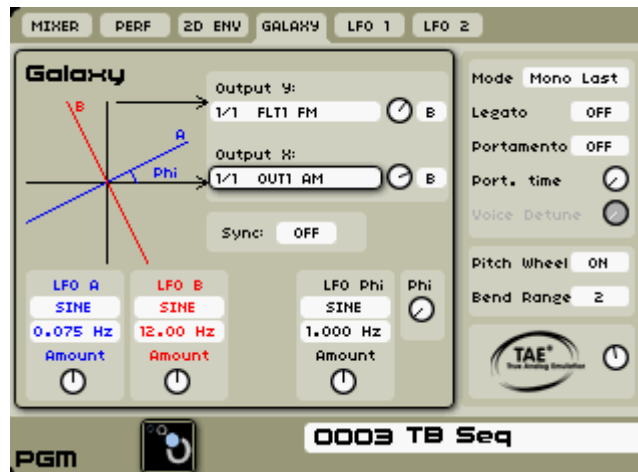 MIXER PERF 2D ENV GALAXY LFO 1 LFO 2
Galaxy
B
A
Phi
Output Y:
1/1 FLT1 FM B
Output X:
1/1 OUT1 AM B
Sync: OFF
LFO A
SINE
0.075 Hz
Amount
LFO B
SINE
12.00 Hz
Amount
LFO Phi
SINE
1.000 Hz
Amount
Phi
Mode Mono Last
Legato OFF
Portamento OFF
Port. time
Voice Detune
Pitch Wheel ON
Bend Range 2
TAE®
True Analog Emulation
PGM
0003 TB Seq